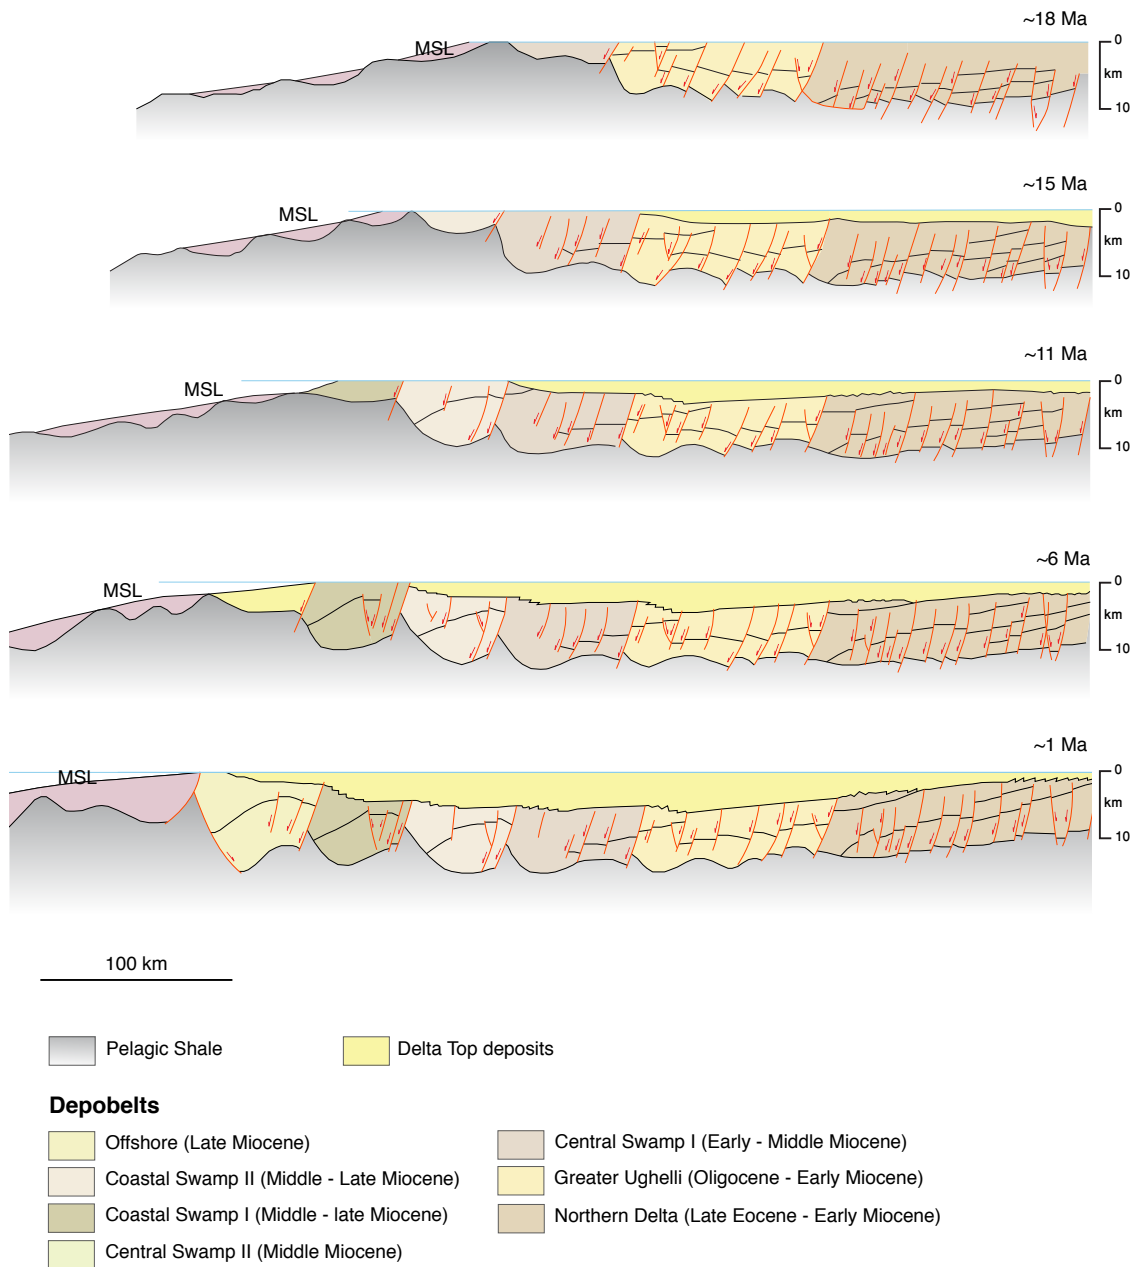 ~18 Ma
MSL
0
km
10
~15 Ma
MSL
0
km
10
~11 Ma
MSL
0
km
10
~6 Ma
MSL
0
km
10
~1 Ma
MSL
0
km
10
100 km
Pelagic Shale
Delta Top deposits
Depobelts
Offshore (Late Miocene)
Coastal Swamp II (Middle - Late Miocene)
Coastal Swamp I (Middle - late Miocene)
Central Swamp II (Middle Miocene)
Central Swamp I (Early - Middle Miocene)
Greater Ughelli (Oligocene - Early Miocene)
Northern Delta (Late Eocene - Early Miocene)